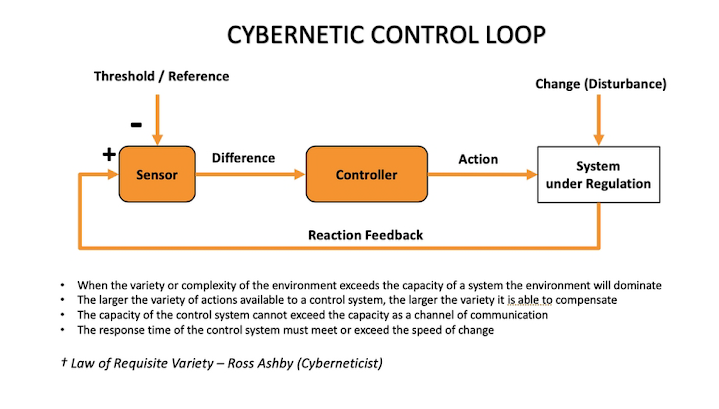 CYBERNETIC CONTROL LOOP
Threshold / Reference
Change (Disturbance)
-
+
Sensor
Difference
Controller
Action
System
under Regulation
Reaction Feedback
• When the variety or complexity of the environment exceeds the capacity of a system the environment will dominate
• The larger the variety of actions available to a control system, the larger the variety it is able to compensate
• The capacity of the control system cannot exceed the capacity as a channel of communication
• The response time of the control system must meet or exceed the speed of change
† Law of Requisite Variety – Ross Ashby (Cyberneticist)